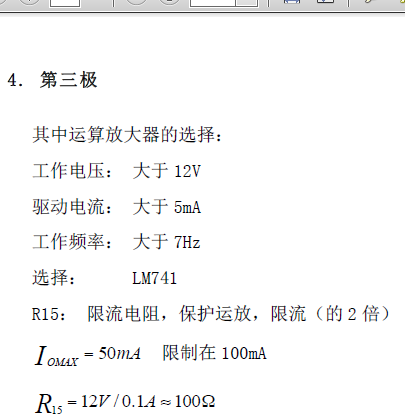 4. 第三极
其中运算放大器的选择:
工作电压: 大于 12V
驱动电流: 大于 5mA
工作频率: 大于 7Hz
选择: LM741
R15: 限流电阻，保护运放，限流（的 2 倍）
I_OMAX = 50mA 限制在 100mA
R_15 = 12V / 0.1A ≈ 100Ω